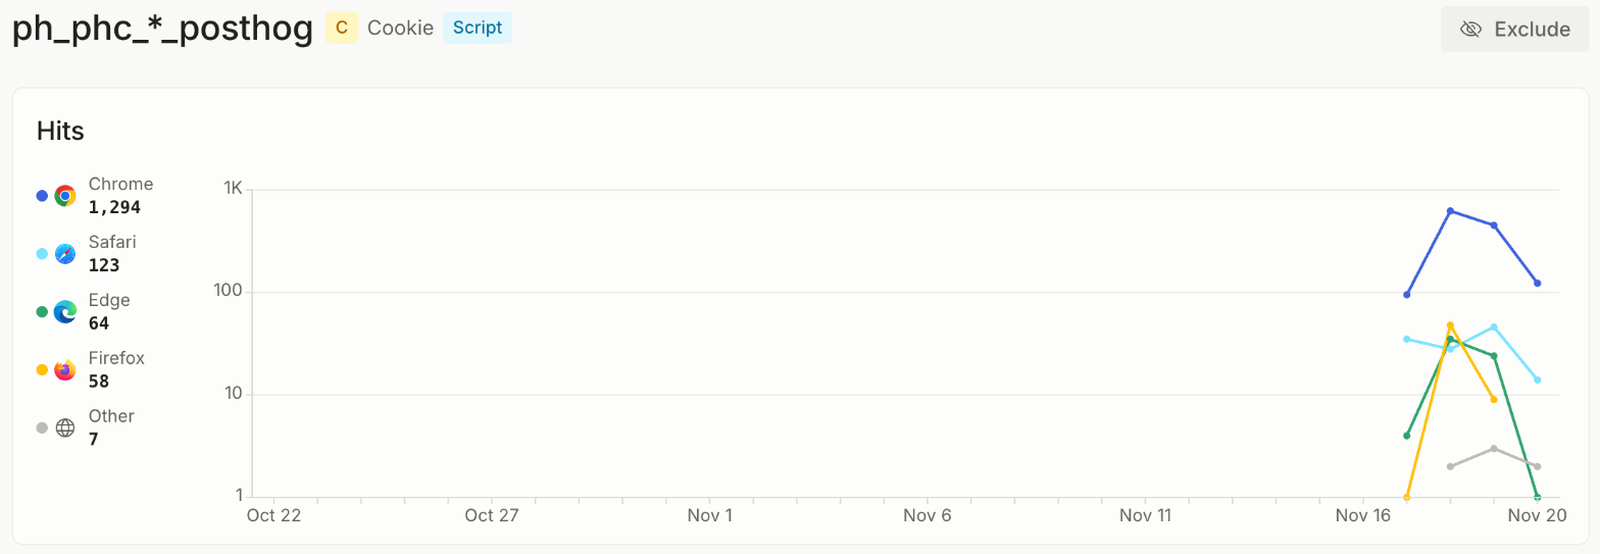 ph_phc_*_posthog C Cookie Script
Exclude
Hits
Chrome
1,294
Safari
123
Edge
64
Firefox
58
Other
7
1K
100
10
1
Oct 22 Oct 27 Nov 1 Nov 6 Nov 11 Nov 16 Nov 20